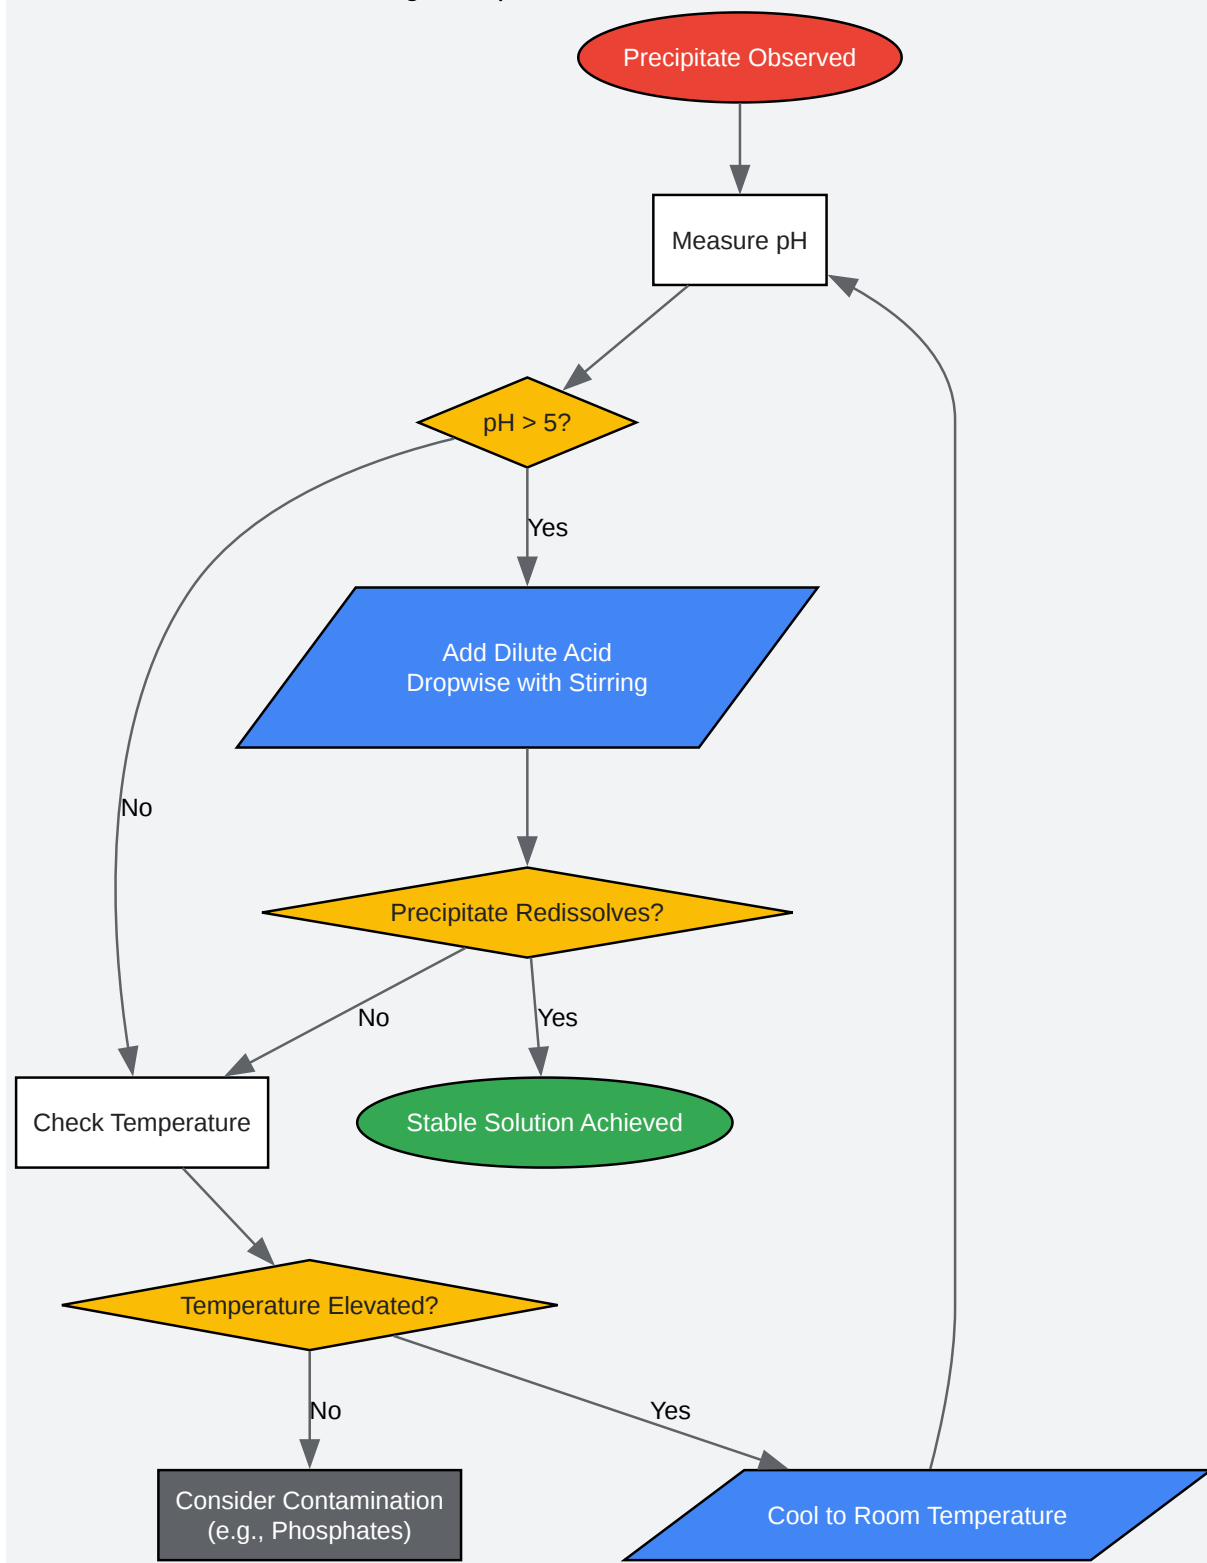 Precipitate Observed
Measure pH
pH > 5?
Yes
Add Dilute Acid
Dropwise with Stirring
No
Precipitate Redissolves?
No
Yes
Check Temperature
Stable Solution Achieved
Temperature Elevated?
No
Yes
Consider Contamination
(e.g., Phosphates)
Cool to Room Temperature